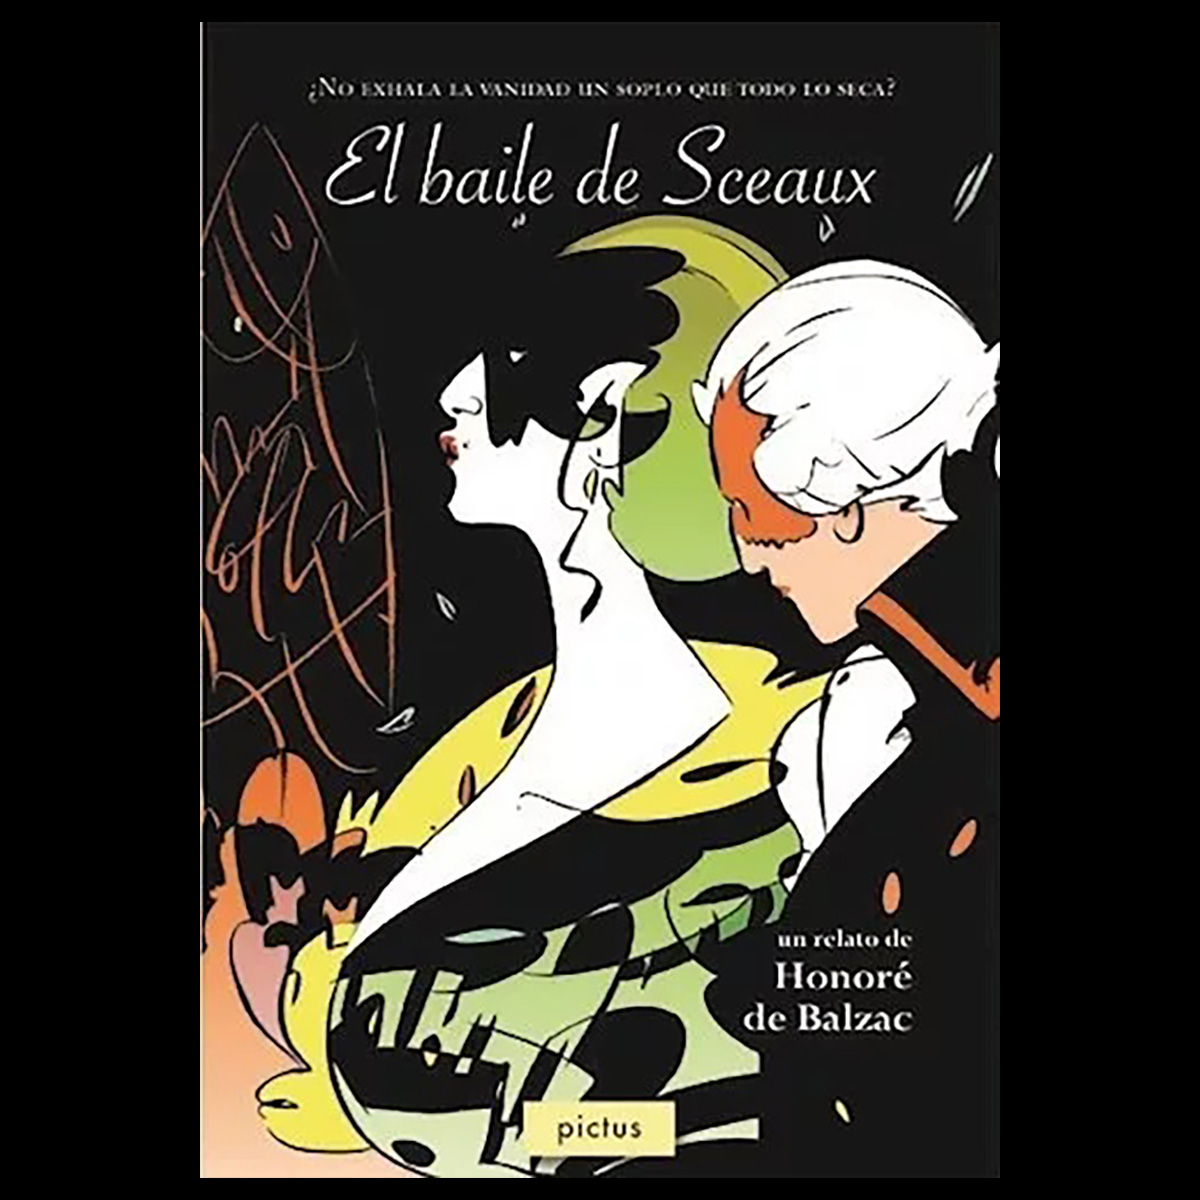 ¿No exhala la vanidad un soplo que todo lo seca?
El baile de Sceaux
un relato de
Honoré
de Balzac
pictus